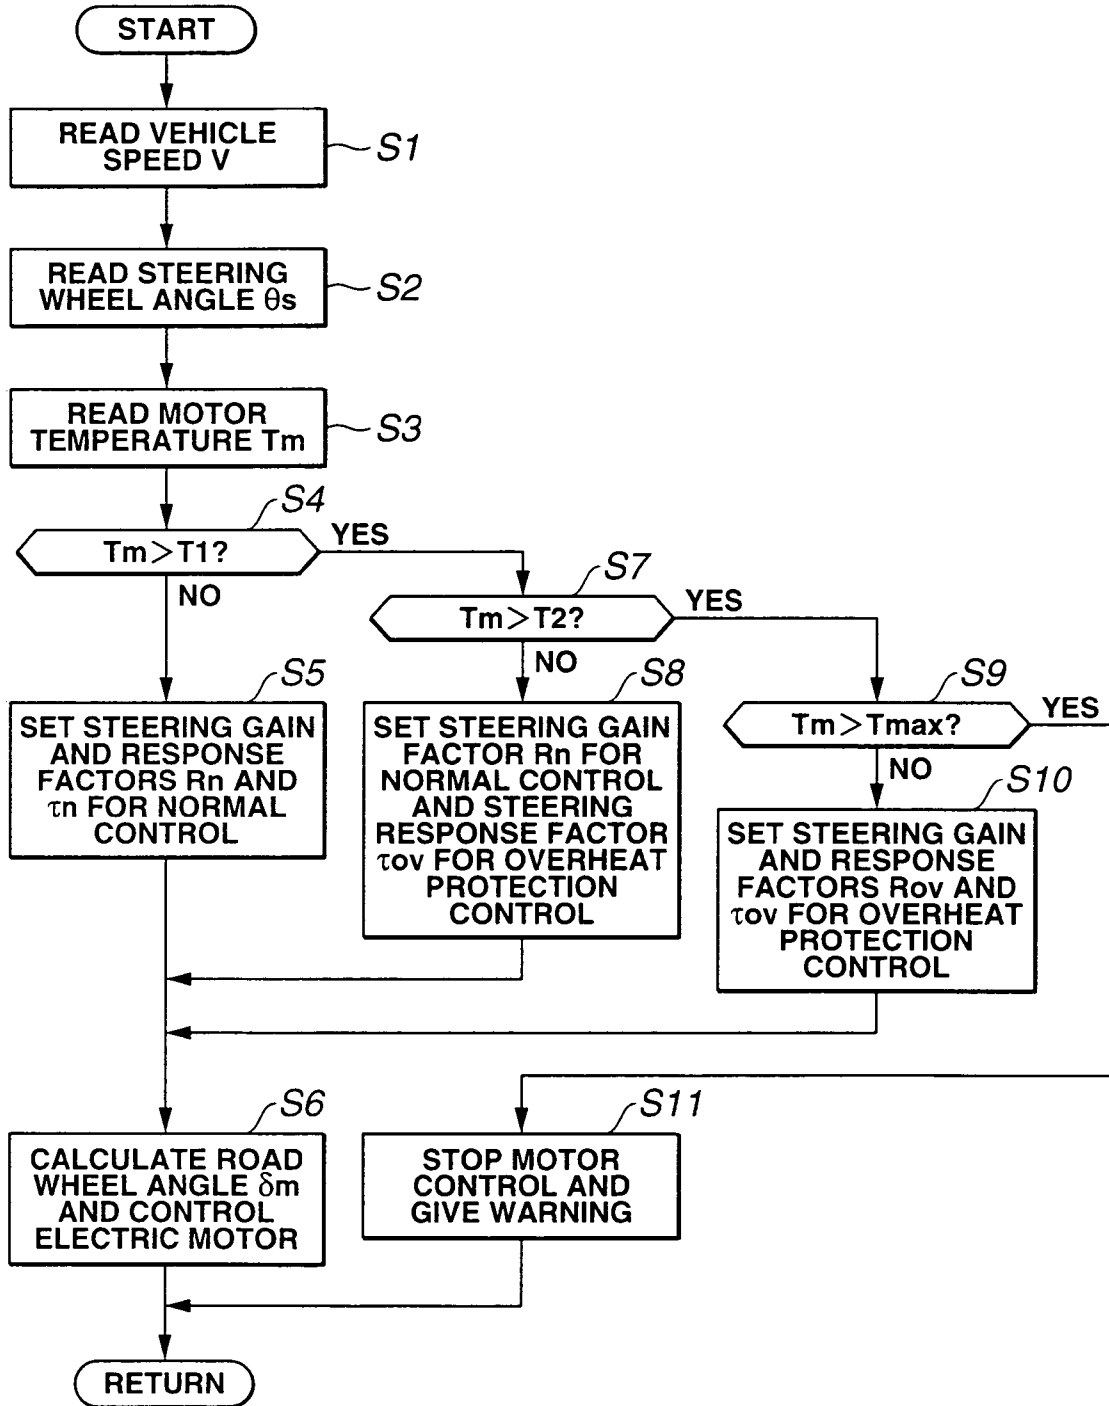 START
READ VEHICLE
SPEED V
S1
READ STEERING
WHEEL ANGLE θs
S2
READ MOTOR
TEMPERATURE Tm
S3
S4
Tm>T1?
YES
NO
S7
Tm>T2?
YES
NO
S5
SET STEERING GAIN
AND RESPONSE
FACTORS Rn AND
τn FOR NORMAL
CONTROL
S8
SET STEERING GAIN
FACTOR Rn FOR
NORMAL CONTROL
AND STEERING
RESPONSE FACTOR
τov FOR OVERHEAT
PROTECTION
CONTROL
S9
Tm>Tmax?
YES
NO
S10
SET STEERING GAIN
AND RESPONSE
FACTORS Rov AND
τov FOR OVERHEAT
PROTECTION
CONTROL
S6
CALCULATE ROAD
WHEEL ANGLE δm
AND CONTROL
ELECTRIC MOTOR
S11
STOP MOTOR
CONTROL AND
GIVE WARNING
RETURN